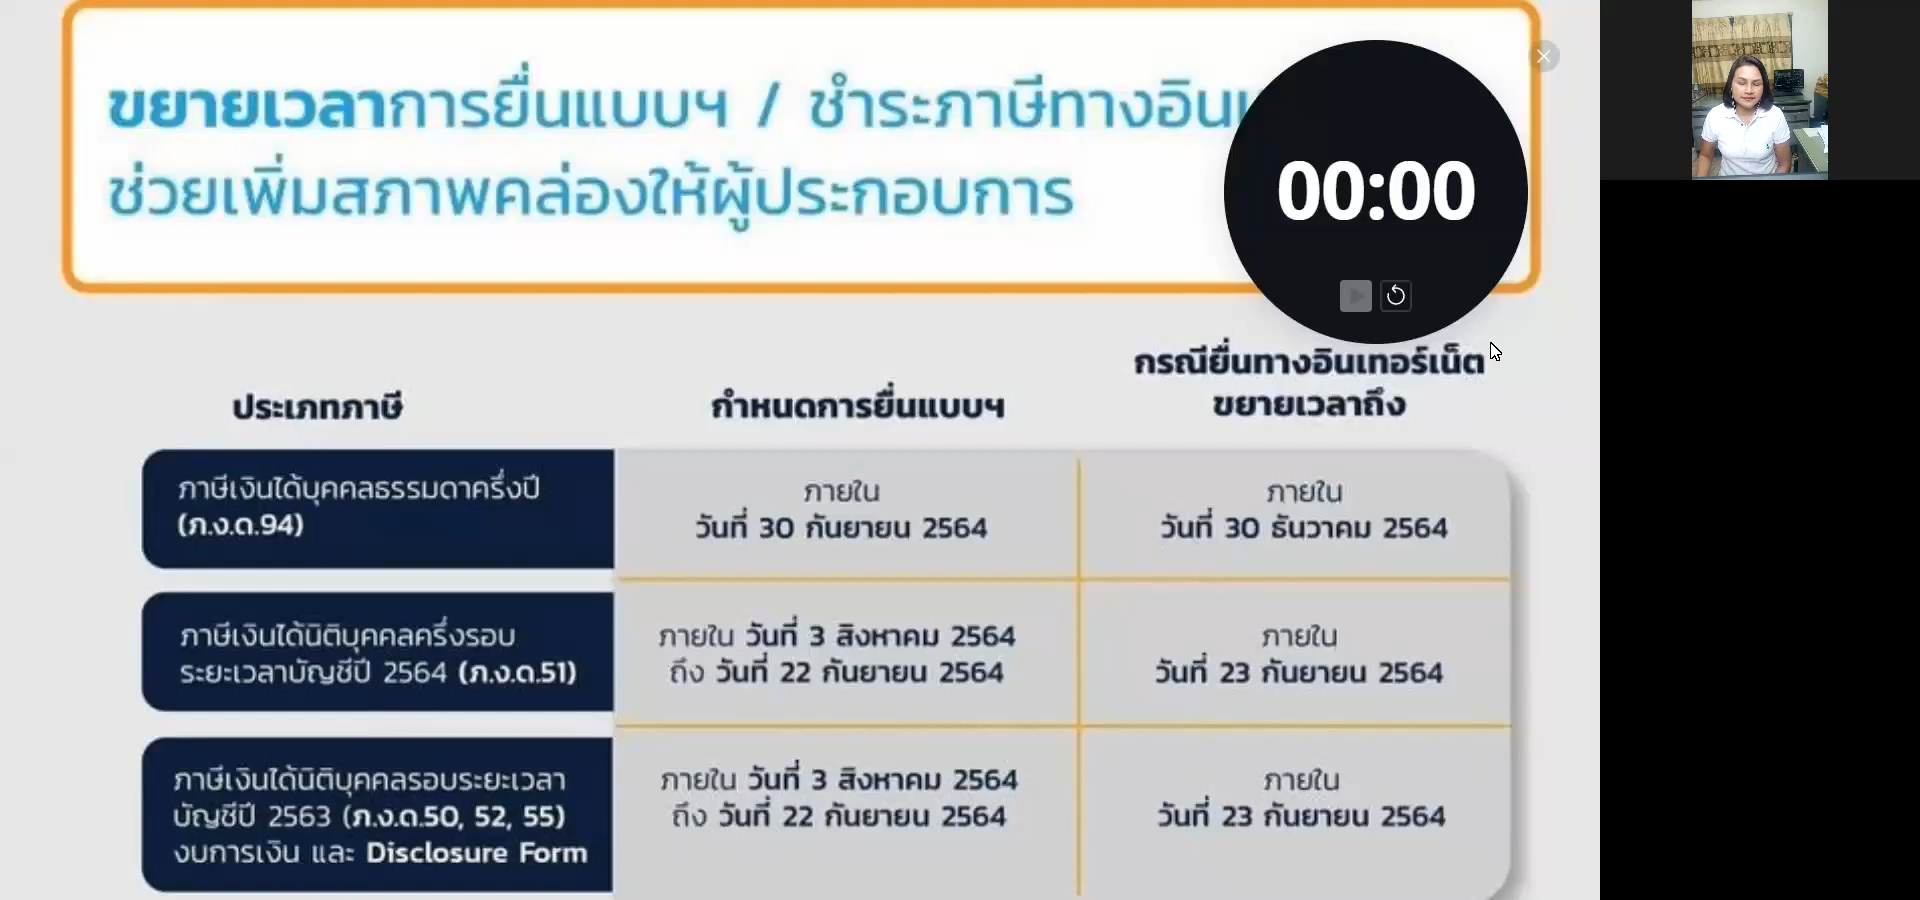 ขยายเวลาการยื่นแบบฯ / ชำระภาษีทาง
ช่วยเพิ่มสภาพคล่องให้ผู้ประกอบการ
00:00
ประเภทภาษี
กำหนดการยื่นแบบฯ
กรณียื่นทางอินเทอร์เน็ต
ขยายเวลาถึง
ภาษีเงินได้บุคคลธรรมดาครึ่งปี
(ภ.ง.ด.94)
ภายใน
วันที่ 30 กันยายน 2564
ภายใน
วันที่ 30 ธันวาคม 2564
ภาษีเงินได้นิติบุคคลครึ่งรอบ
ระยะเวลาบัญชีปี 2564 (ภ.ง.ด.51)
ภายใน วันที่ 3 สิงหาคม 2564
ถึง วันที่ 22 กันยายน 2564
ภายใน
วันที่ 23 กันยายน 2564
ภาษีเงินได้นิติบุคคลรอบระยะเวลา
บัญชีปี 2563 (ภ.ง.ด.50, 52, 55)
งบการเงิน และ Disclosure Form
ภายใน วันที่ 3 สิงหาคม 2564
ถึง วันที่ 22 กันยายน 2564
ภายใน
วันที่ 23 กันยายน 2564